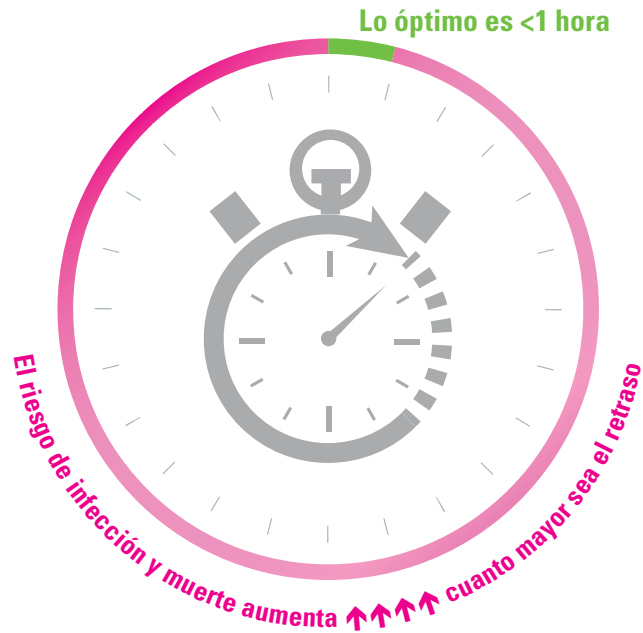 Lo óptimo es <1 hora
El riesgo de infección y muerte aumenta ↑↑↑↑ cuanto mayor sea el retraso